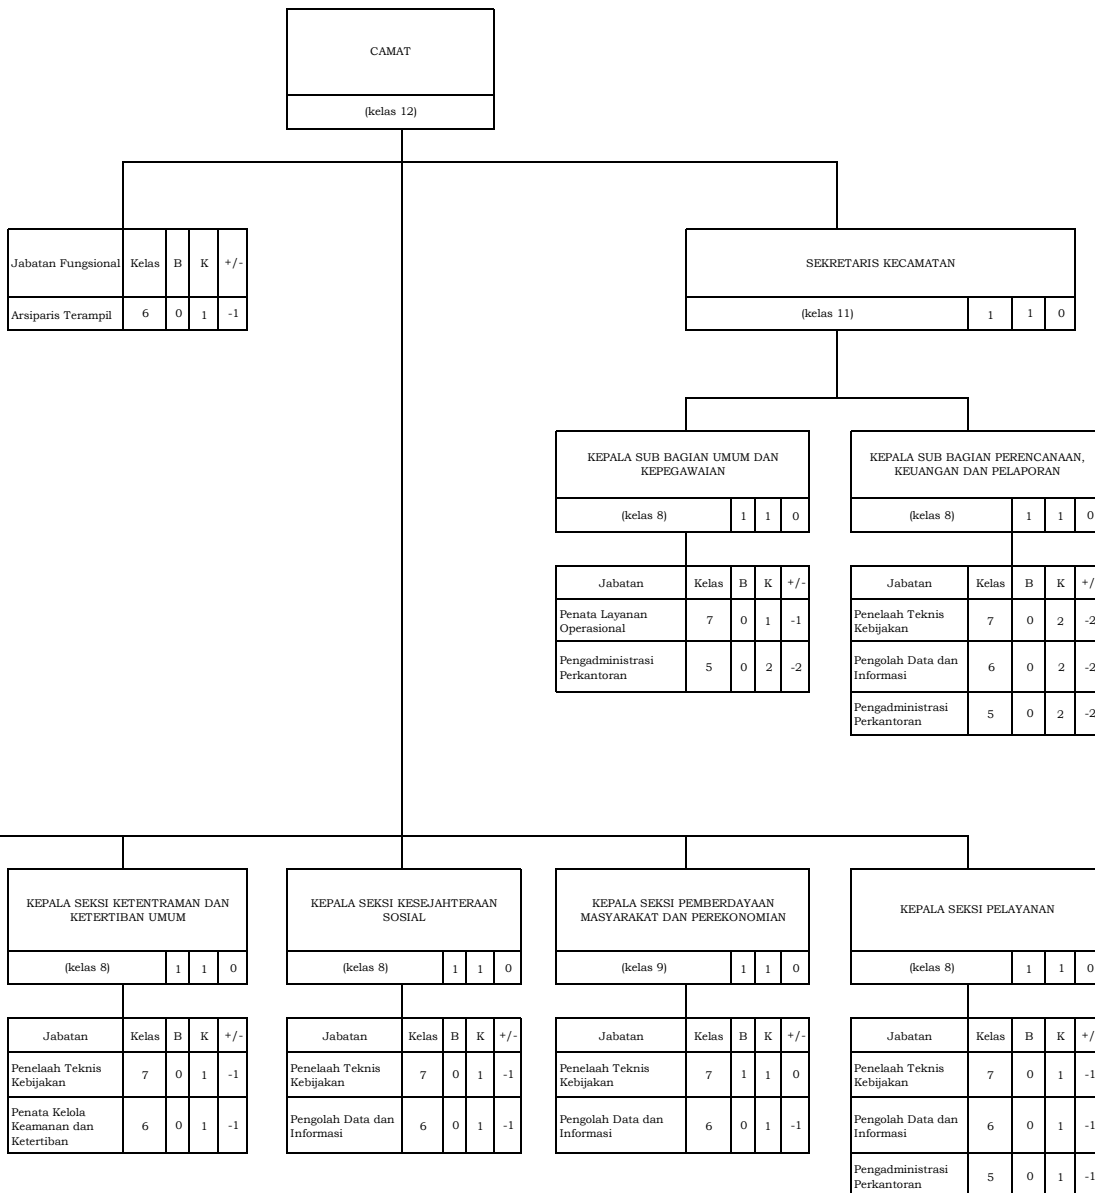 CAMAT
(kelas 12)
Jabatan Fungsional Kelas B K +/-
Arsiparis Terampil 6 0 1 -1
SEKRETARIS KECAMATAN
(kelas 11) 1 1 0
KEPALA SUB BAGIAN UMUM DAN
KEPEGAWAIAN
(kelas 8) 1 1 0
Jabatan Kelas B K +/-
Penata Layanan
Operasional 7 0 1 -1
Pengadministrasi
Perkantoran 5 0 2 -2
KEPALA SUB BAGIAN PERENCANAAN,
KEUANGAN DAN PELAPORAN
(kelas 8) 1 1 0
Jabatan Kelas B K +/
Penelaah Teknis
Kebijakan 7 0 2 -2
Pengolah Data dan
Informasi 6 0 2 -2
Pengadministrasi
Perkantoran 5 0 2 -2
KEPALA SEKSI KETENTRAMAN DAN
KETERTIBAN UMUM
(kelas 8) 1 1 0
Jabatan Kelas B K +/-
Penelaah Teknis
Kebijakan 7 0 1 -1
Penata Kelola
Keamanan dan
Ketertiban 6 0 1 -1
KEPALA SEKSI KESEJAHTERAAN
SOSIAL
(kelas 8) 1 1 0
Jabatan Kelas B K +/-
Penelaah Teknis
Kebijakan 7 0 1 -1
Pengolah Data dan
Informasi 6 0 1 -1
KEPALA SEKSI PEMBERDAYAAN
MASYARAKAT DAN PEREKONOMIAN
(kelas 9) 1 1 0
Jabatan Kelas B K +/-
Penelaah Teknis
Kebijakan 7 1 1 0
Pengolah Data dan
Informasi 6 0 1 -1
KEPALA SEKSI PELAYANAN
(kelas 8) 1 1 0
Jabatan Kelas B K +/
Penelaah Teknis
Kebijakan 7 0 1 -1
Pengolah Data dan
Informasi 6 0 1 -1
Pengadministrasi
Perkantoran 5 0 1 -1